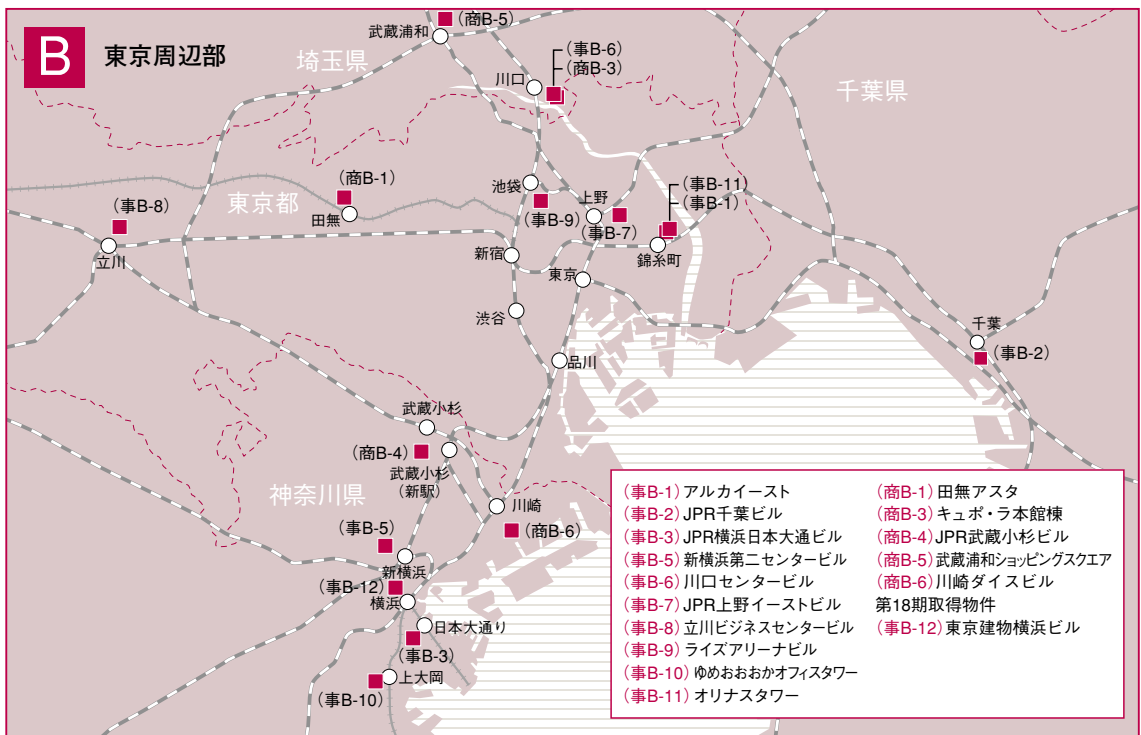 B 東京周辺部
(商B-5)
武蔵浦和
埼玉県
(事B-6)
(商B-3)
川口
千葉県
(商B-1)
東京都
田無
池袋
(事B-9)
上野
(事B-7)
(事B-11)
(事B-1)
錦糸町
(事B-8)
立川
新宿
東京
渋谷
品川
千葉
(事B-2)
武蔵小杉
(商B-4)
武蔵小杉
(新駅)
神奈川県
川崎
(商B-6)
(事B-5)
新横浜
(事B-12)
横浜
日本大通り
(事B-3)
上大岡
(事B-10)
(事B-1)アルカイースト
(事B-2)JPR千葉ビル
(事B-3)JPR横浜日本大通ビル
(事B-5)新横浜第二センタービル
(事B-6)川口センタービル
(事B-7)JPR上野イーストビル
(事B-8)立川ビジネスセンタービル
(事B-9)ライズアリーナビル
(事B-10)ゆめおおおかオフィスタワー
(事B-11)オリナスタワー
(商B-1)田無アスタ
(商B-3)キュポ・ラ本館棟
(商B-4)JPR武蔵小杉ビル
(商B-5)武蔵浦和ショッピングスクエア
(商B-6)川崎ダイスビル
第18期取得物件
(事B-12)東京建物横浜ビル